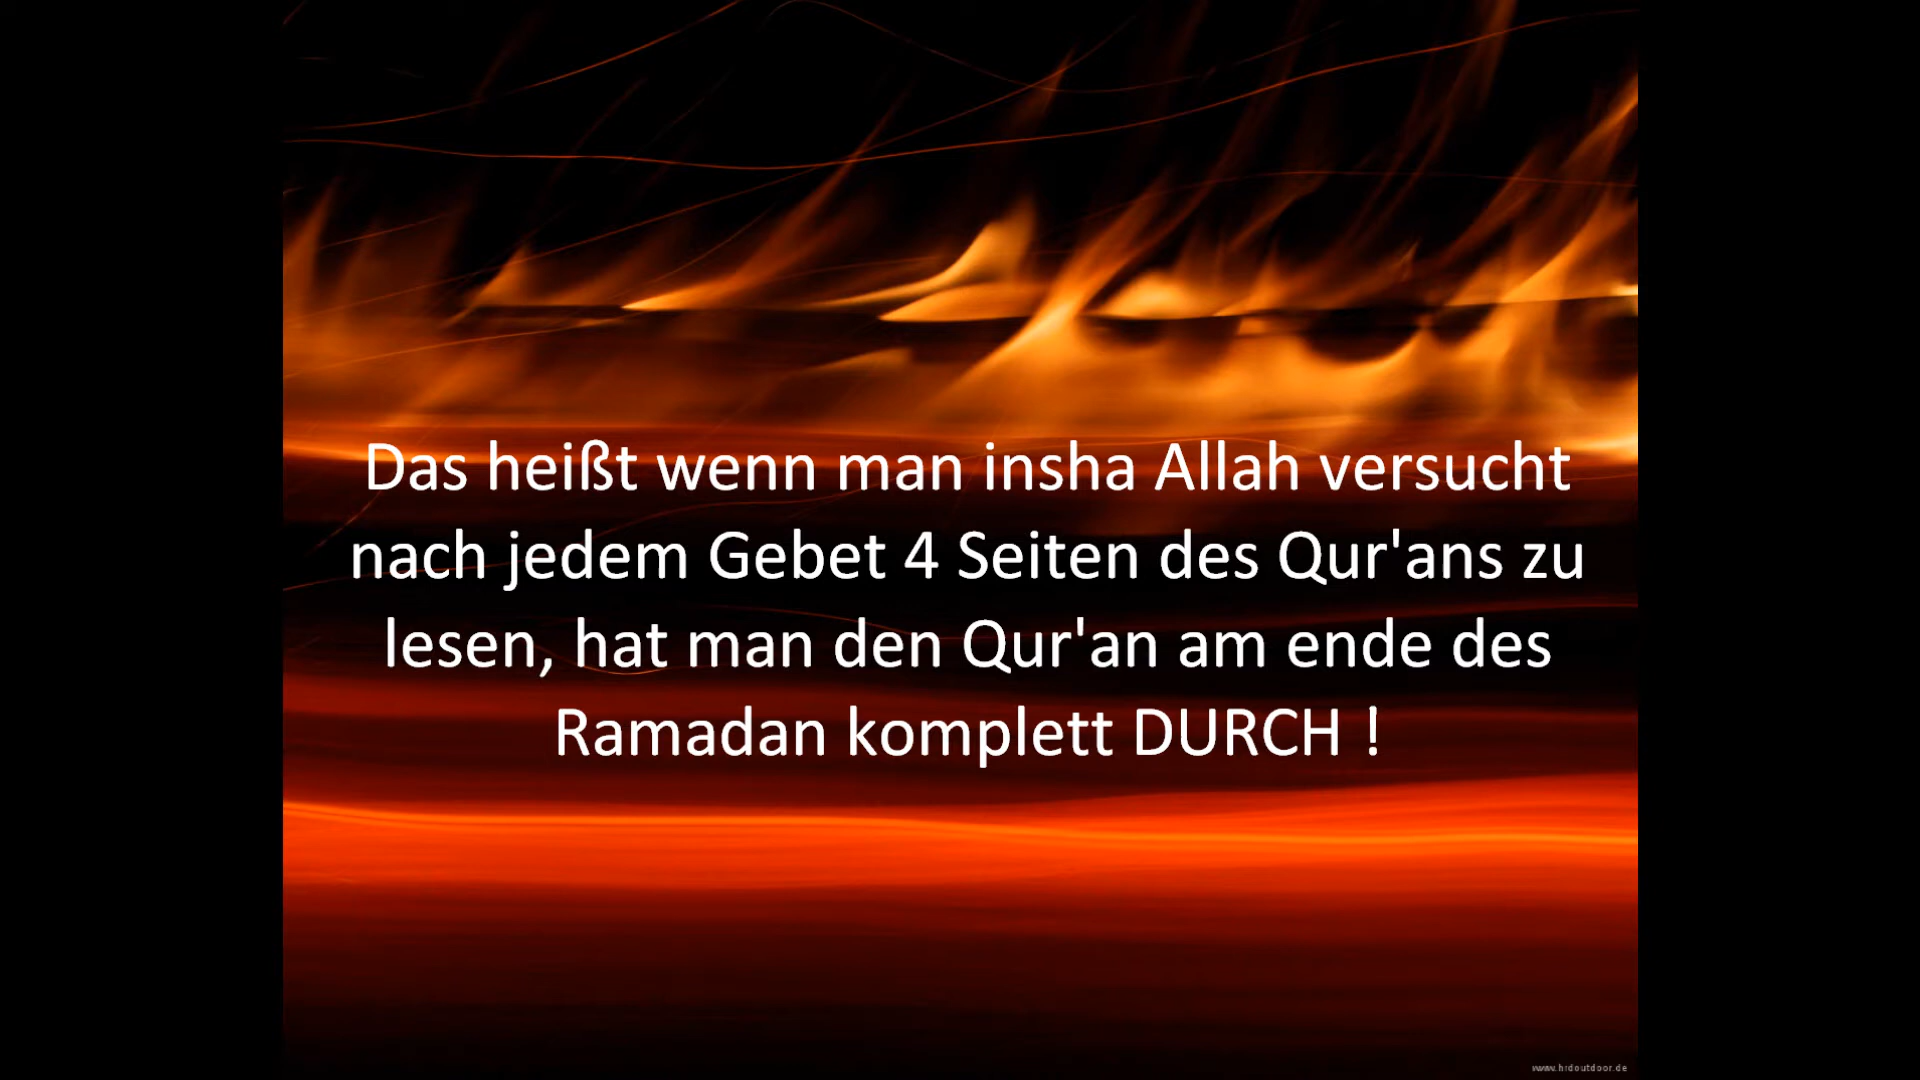 Das heißt wenn man insha Allah versucht
nach jedem Gebet 4 Seiten des Qur'ans zu
lesen, hat man den Qur'an am ende des
Ramadan komplett DURCH !
www.hrdoutdoor.de